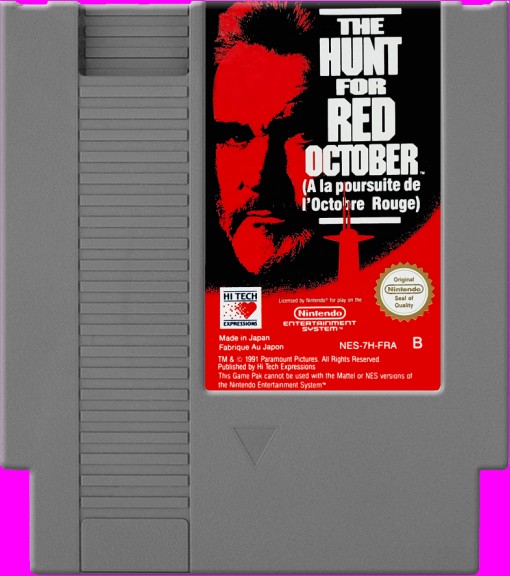 THE
HUNT
FOR
RED
OCTOBER™
(A la poursuite de
l'Octobre Rouge)
HI TECH
EXPRESSIONS
Licensed by Nintendo® for play on the
Nintendo
ENTERTAINMENT
SYSTEM™
Original
Nintendo
Seal of
Quality
Made in Japan
Fabrique Au Japon
NES-7H-FRA B
TM & © 1991 Paramount Pictures. All Rights Reserved
Published by Hi Tech Expressions
This Game Pak cannot be used with the Mattel or NES versions of
the Nintendo Entertainment System™